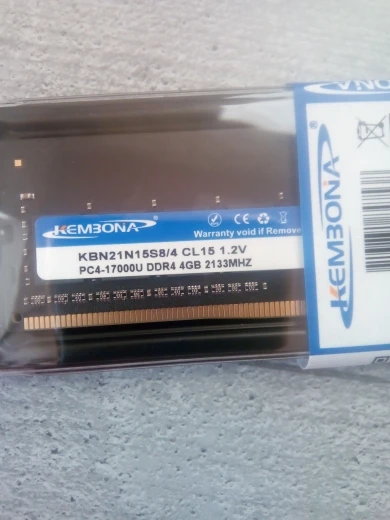 KEMBONA ®
Warranty void if Remove
KBN21N15S8/4 CL15 1.2V
PC4-17000U DDR4 4GB 2133MHZ
KEMBONA ®